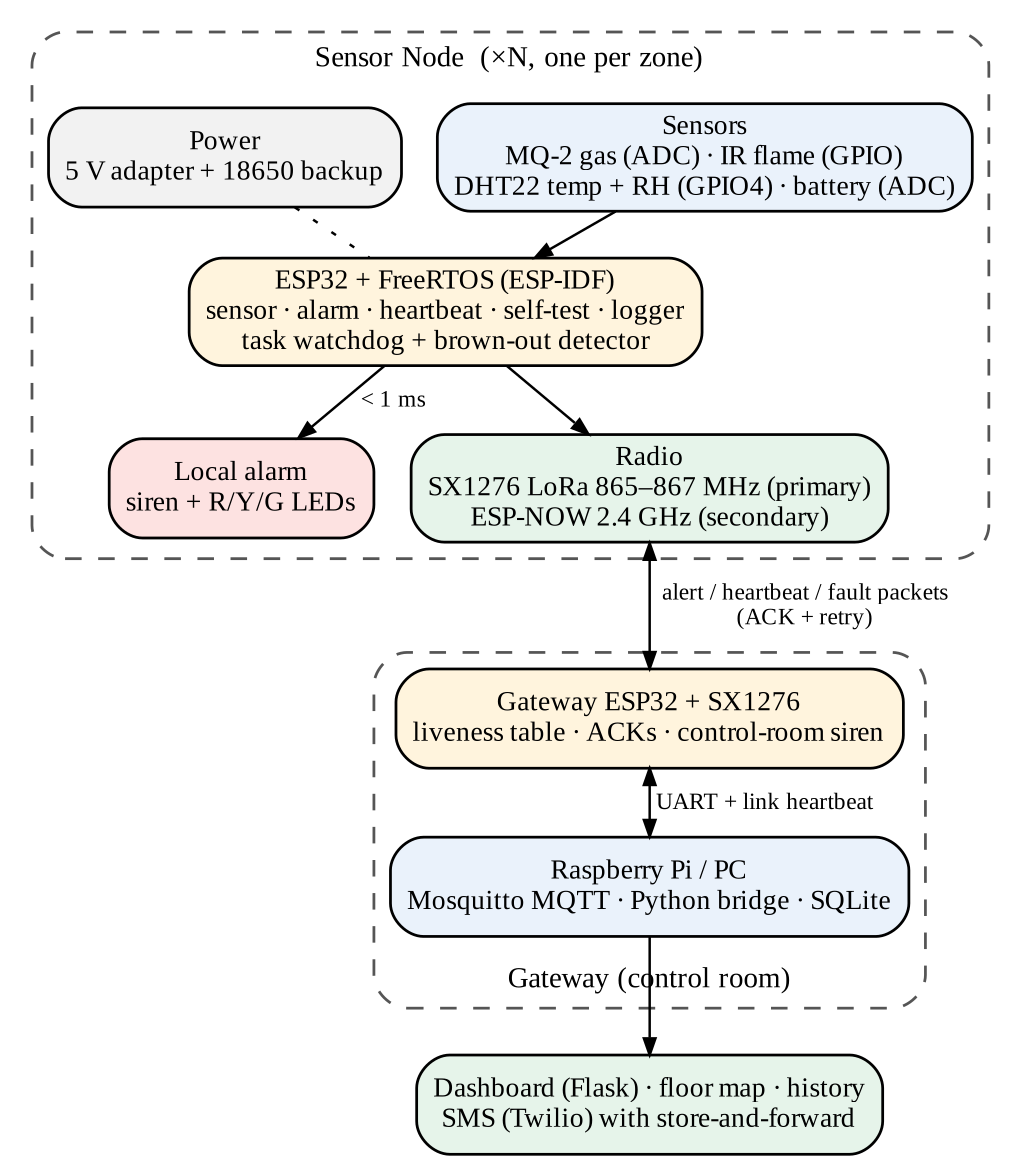 Sensor Node (×N, one per zone)
Power
5 V adapter + 18650 backup
Sensors
MQ-2 gas (ADC) · IR flame (GPIO)
DHT22 temp + RH (GPIO4) · battery (ADC)
ESP32 + FreeRTOS (ESP-IDF)
sensor · alarm · heartbeat · self-test · logger
task watchdog + brown-out detector
< 1 ms
Local alarm
siren + R/Y/G LEDs
Radio
SX1276 LoRa 865–867 MHz (primary)
ESP-NOW 2.4 GHz (secondary)
alert / heartbeat / fault packets
(ACK + retry)
Gateway ESP32 + SX1276
liveness table · ACKs · control-room siren
UART + link heartbeat
Raspberry Pi / PC
Mosquitto MQTT · Python bridge · SQLite
Gateway (control room)
Dashboard (Flask) · floor map · history
SMS (Twilio) with store-and-forward